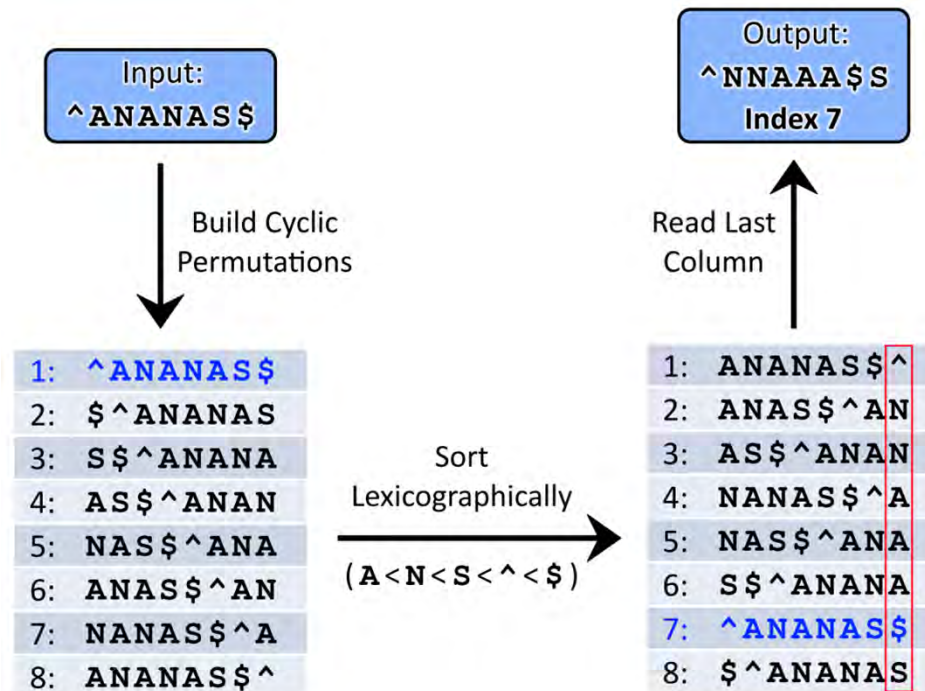 Input:
^ANANAS$
Output:
^NNAAA$S
Index 7
Build Cyclic
Permutations
Read Last
Column
1: ^ANANAS$
2: $^ANANAS
3: S$^ANANA
4: AS$^ANAN
5: NAS$^ANA
6: ANAS$^AN
7: NANAS$^A
8: ANANAS$^
Sort
Lexicographically
(A<N<S<^<$)
1: ANANAS$^
2: ANAS$^AN
3: AS$^ANAN
4: NANAS$^A
5: NAS$^ANA
6: S$^ANANA
7: ^ANANAS$
8: $^ANANAS